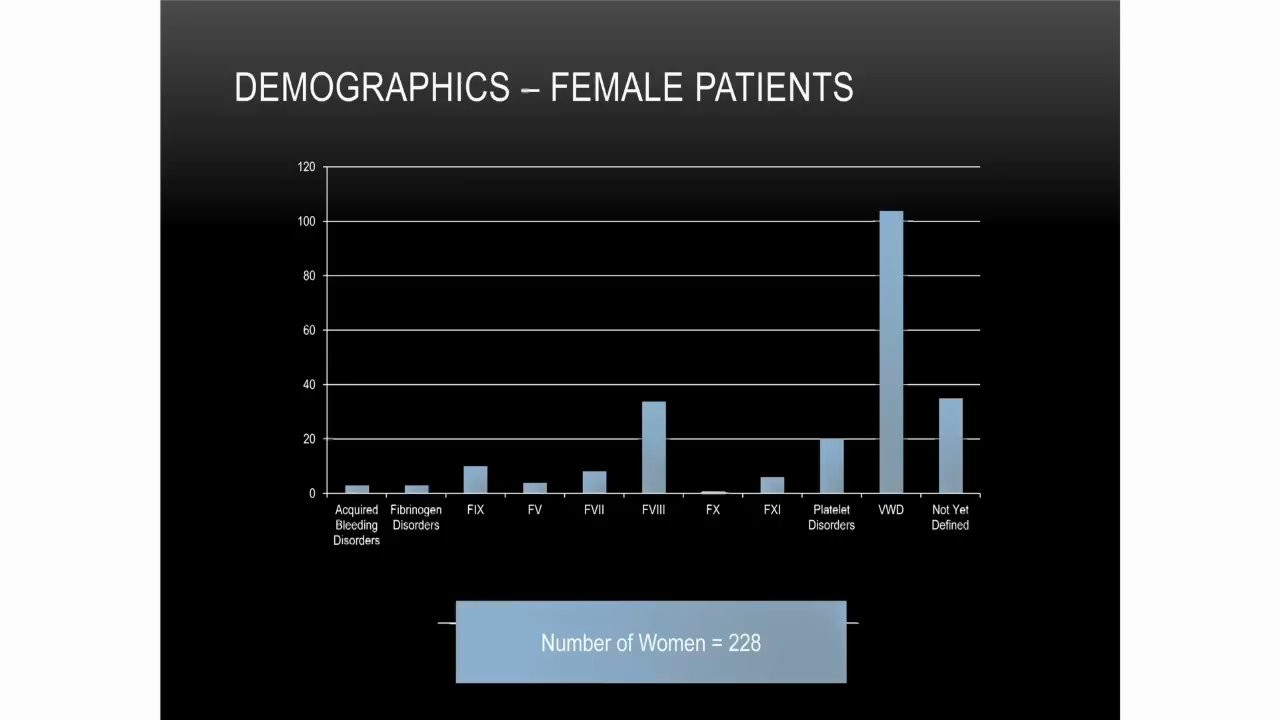 DEMOGRAPHICS – FEMALE PATIENTS
120
100
80
60
40
20
0
Acquired Bleeding Disorders
Fibrinogen Disorders
FIX
FV
FVII
FVIII
FX
FXI
Platelet Disorders
VWD
Not Yet Defined
Number of Women = 228